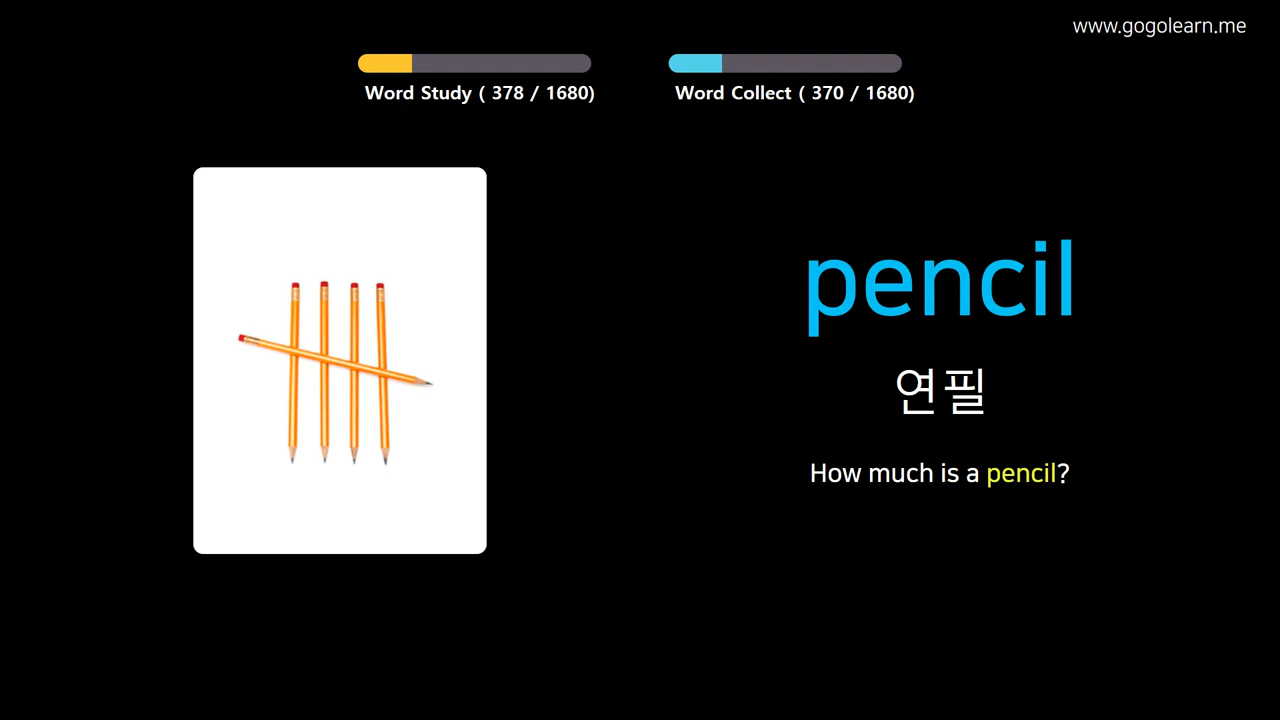 www.gogolearn.me
Word Study ( 378 / 1680)
Word Collect ( 370 / 1680)
pencil
연필
How much is a pencil?